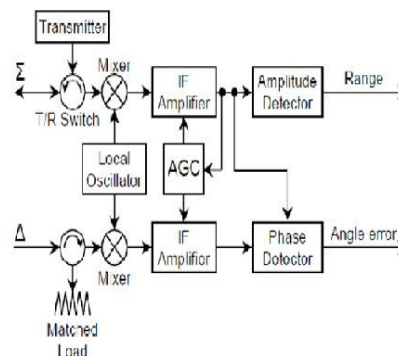 Transmitter
Σ
Mixer
IF
Amplifier
Amplitude
Detector
Range
T/R Switch
Local
Oscillator
AGC
Δ
Mixer
IF
Amplifier
Phase
Detector
Angle error
Matched
Load